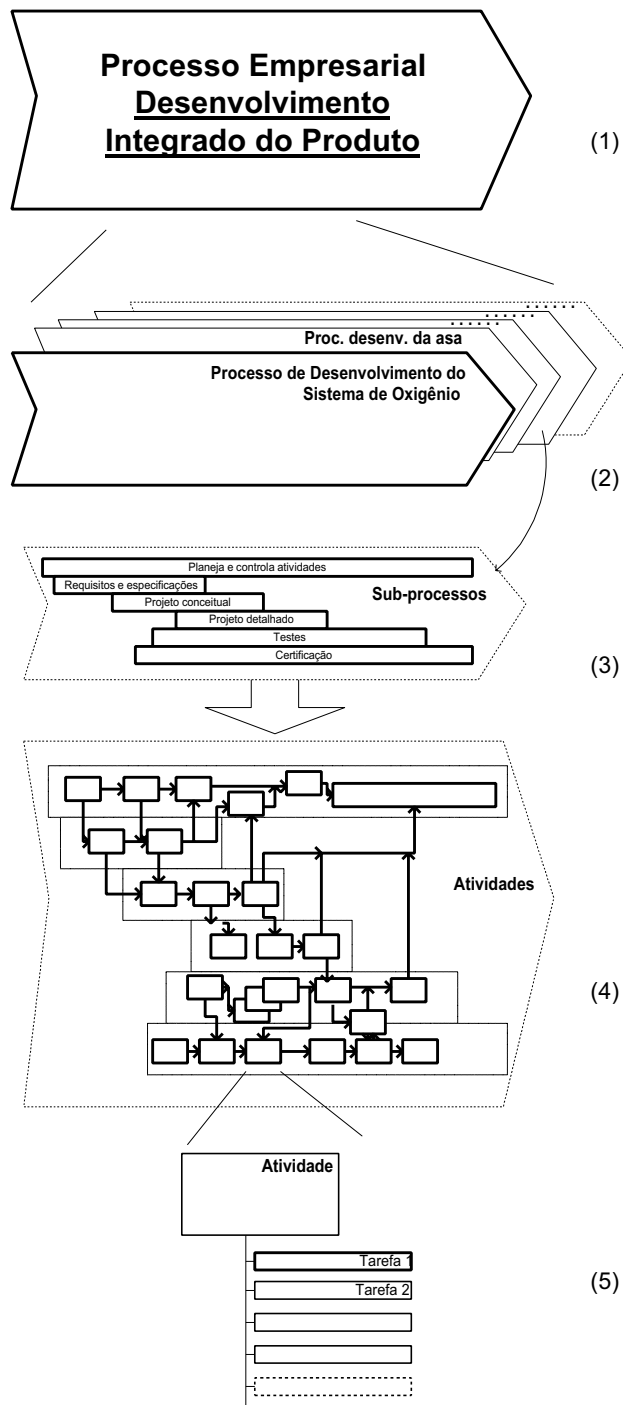 Processo Empresarial
Desenvolvimento
Integrado do Produto
(1)
Proc. desenv. da asa
Processo de Desenvolvimento do
Sistema de Oxigênio
(2)
Planeja e controla atividades
Requisitos e especificações
Sub-processos
Projeto conceitual
Projeto detalhado
Testes
Certificação
(3)
Atividades
(4)
Atividade
Tarefa 1
Tarefa 2
(5)